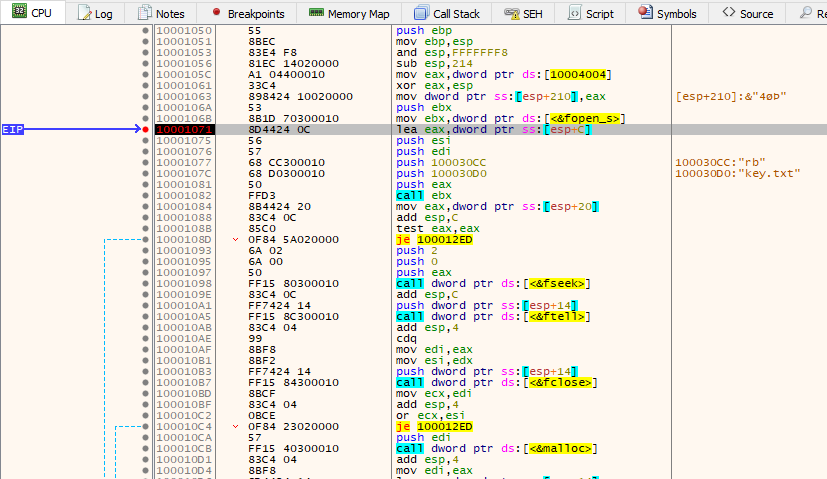 CPU Log Notes Breakpoints Memory Map Call Stack SEH Script Symbols Source Re
10001050 55 push ebp
10001051 8BEC mov ebp,esp
10001053 83E4 F8 and esp,FFFFFFF8
10001056 81EC 14020000 sub esp,214
1000105C A1 04400010 mov eax,dword ptr ds:[10004004]
10001061 33C4 xor eax,esp
10001063 898424 10020000 mov dword ptr ss:[esp+210],eax [esp+210]:&"4øÞ"
1000106A 53 push ebx
1000106B 8B1D 70300010 mov ebx,dword ptr ds:[<&fopen_s>]
EIP 10001071 8D4424 0C lea eax,dword ptr ss:[esp+C]
10001075 56 push esi
10001076 57 push edi
10001077 68 CC300010 push 100030CC 100030CC:"rb"
1000107C 68 D0300010 push 100030D0 100030D0:"key.txt"
10001081 50 push eax
10001082 FFD3 call ebx
10001084 8B4424 20 mov eax,dword ptr ss:[esp+20]
10001088 83C4 0C add esp,C
1000108B 85C0 test eax,eax
1000108D 0F84 5A020000 je 100012ED
10001093 6A 02 push 2
10001095 6A 00 push 0
10001097 50 push eax
10001098 FF15 80300010 call dword ptr ds:[<&fseek>]
1000109E 83C4 0C add esp,C
100010A1 FF7424 14 push dword ptr ss:[esp+14]
100010A5 FF15 8C300010 call dword ptr ds:[<&ftell>]
100010AB 83C4 04 add esp,4
100010AE 99 cdq
100010AF 8BF8 mov edi,eax
100010B1 8BF2 mov esi,edx
100010B3 FF7424 14 push dword ptr ss:[esp+14]
100010B7 FF15 84300010 call dword ptr ds:[<&fclose>]
100010BD 8BCF mov ecx,edi
100010BF 83C4 04 add esp,4
100010C2 0BCE or ecx,esi
100010C4 0F84 23020000 je 100012ED
100010CA 57 push edi
100010CB FF15 40300010 call dword ptr ds:[<&malloc>]
100010D1 83C4 04 add esp,4
100010D4 8BF8 mov edi,eax